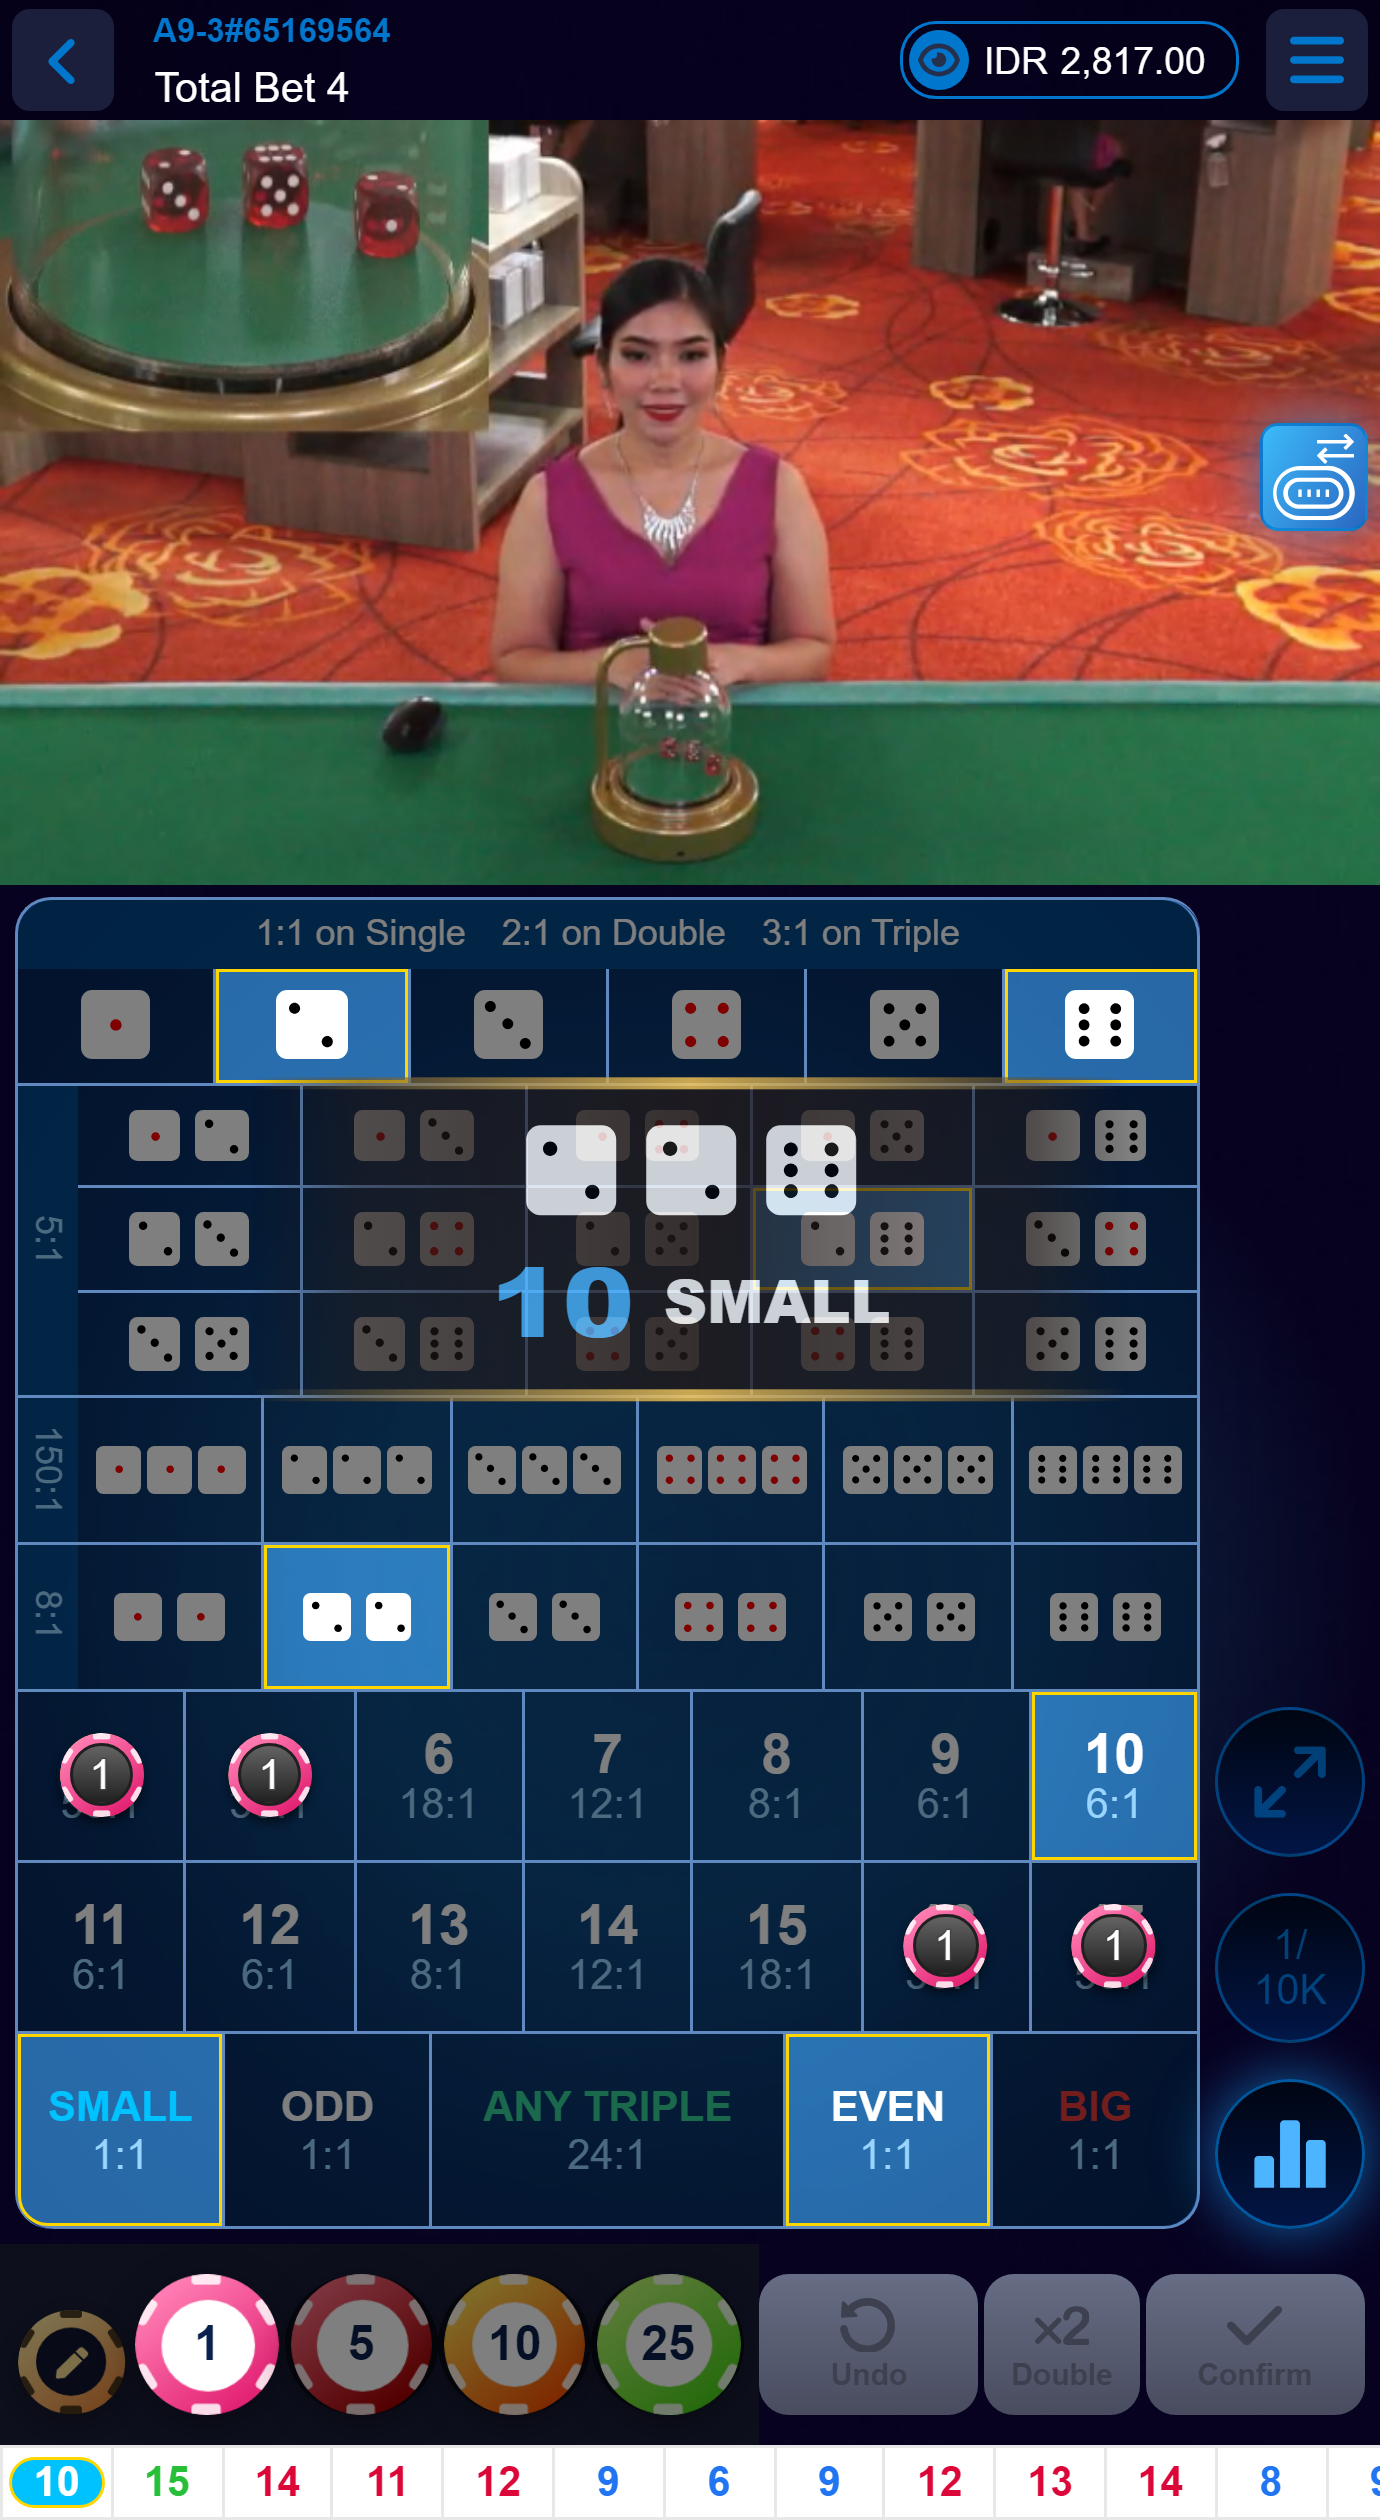 A9-3#65169564
Total Bet 4
IDR 2,817.00
1:1 on Single 2:1 on Double 3:1 on Triple
5:1
10 SMALL
150:1
8:1
1 1 6 7 8 9 10
18:1 12:1 8:1 6:1 6:1
11 12 13 14 15 1 1
6:1 6:1 8:1 12:1 18:1
1/
10K
SMALL ODD ANY TRIPLE EVEN BIG
1:1 1:1 24:1 1:1 1:1
1 5 10 25
x2
Undo Double Confirm
10 15 14 11 12 9 6 9 12 13 14 8